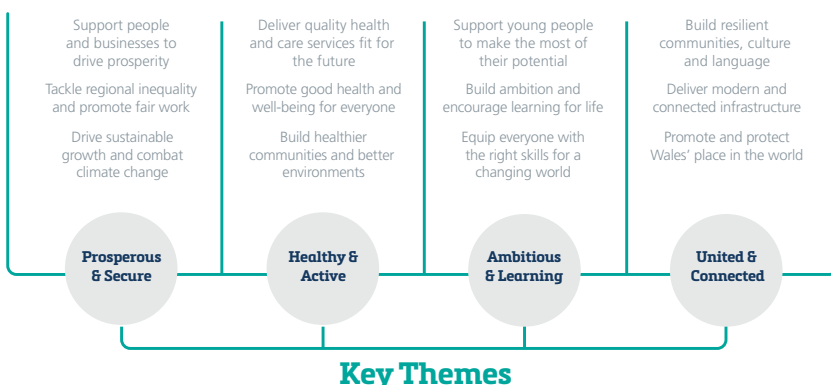 Support people
and businesses to
drive prosperity
Tackle regional inequality
and promote fair work
Drive sustainable
growth and combat
climate change
Prosperous
& Secure
Deliver quality health
and care services fit for
the future
Promote good health and
well-being for everyone
Build healthier
communities and better
environments
Healthy &
Active
Support young people
to make the most of
their potential
Build ambition and
encourage learning for life
Equip everyone with
the right skills for a
changing world
Ambitious
& Learning
Build resilient
communities, culture
and language
Deliver modern and
connected infrastructure
Promote and protect
Wales’ place in the world
United &
Connected
Key Themes